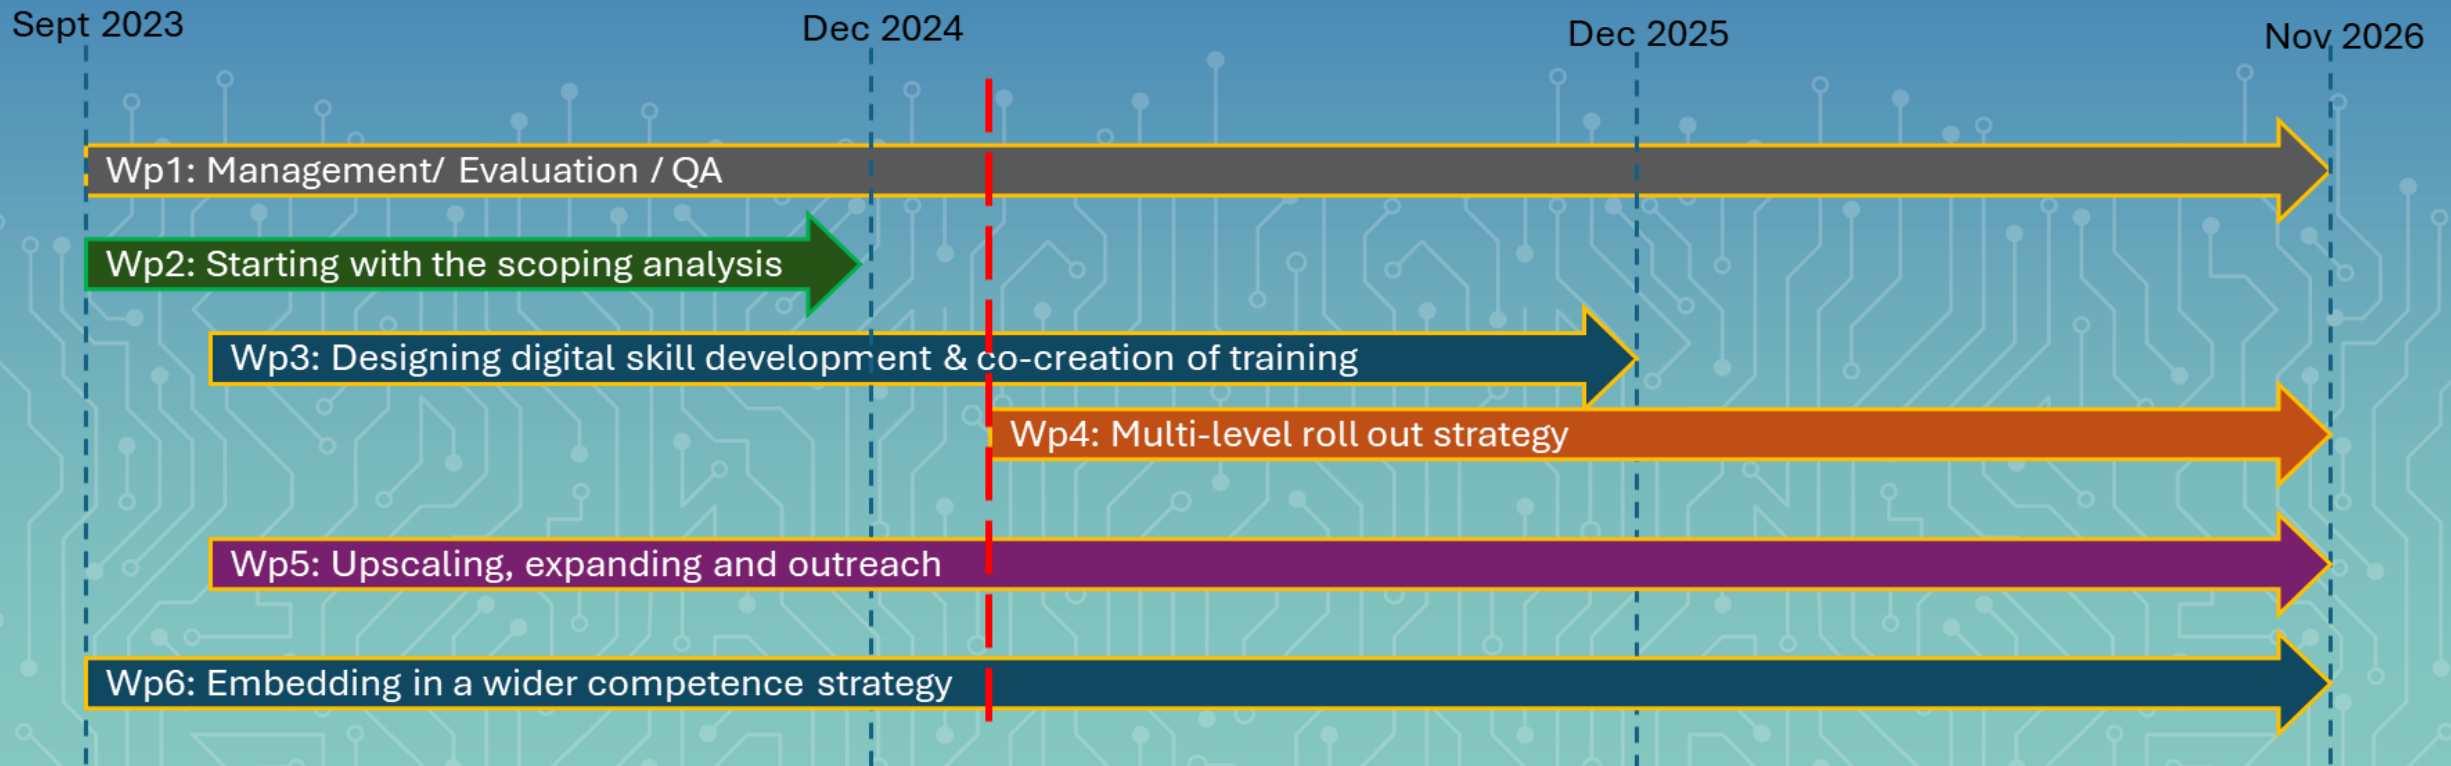 Sept 2023
Dec 2024
Dec 2025
Nov 2026
Wp1: Management/ Evaluation / QA
Wp2: Starting with the scoping analysis
Wp3: Designing digital skill development & co-creation of training
Wp4: Multi-level roll out strategy
Wp5: Upscaling, expanding and outreach
Wp6: Embedding in a wider competence strategy